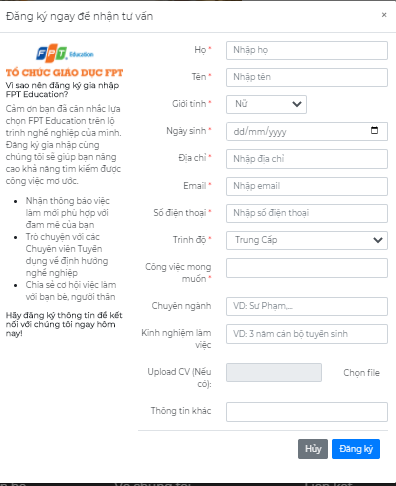 Đăng ký ngay để nhận tư vấn
×
FPT Education
TỔ CHỨC GIÁO DỤC FPT
Vì sao nên đăng ký gia nhập
FPT Education?
Cảm ơn bạn đã cân nhắc lựa
chọn FPT Education trên lộ
trình nghề nghiệp của mình.
Đăng ký gia nhập cùng
chúng tôi sẽ giúp bạn nâng
cao khả năng tìm kiếm được
công việc mơ ước.
Nhận thông báo việc
làm mới phù hợp với
đam mê của bạn
Trò chuyện với các
Chuyên viên Tuyển
dụng về định hướng
nghề nghiệp
Chia sẻ cơ hội việc làm
với bạn bè, người thân
Hãy đăng ký thông tin để kết
nối với chúng tôi ngay hôm
nay!
Họ * Nhập họ
Tên * Nhập tên
Giới tính * Nữ
Ngày sinh * dd/mm/yyyy
Địa chỉ * Nhập địa chỉ
Email * Nhập email
Số điện thoại * Nhập số điện thoại
Trình độ * Trung Cấp
Công việc mong
muốn *
Chuyên ngành VD: Sư Phạm,...
Kinh nghiệm làm
việc
VD: 3 năm cán bộ tuyển sinh
Upload CV (Nếu
có):
Chọn file
Thông tin khác
Hủy Đăng ký